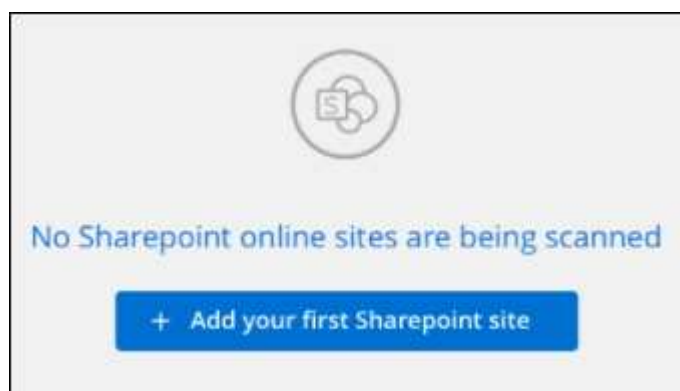 S
No Sharepoint online sites are being scanned
+ Add your first Sharepoint site